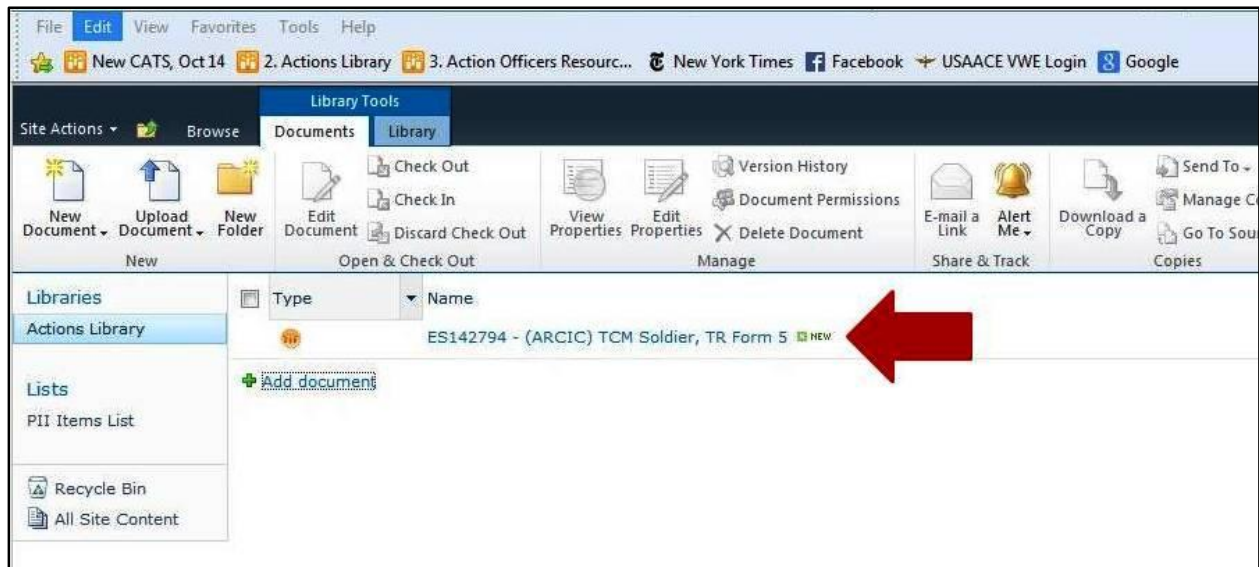 File Edit View Favorites Tools Help
New CATS, Oct 14 2. Actions Library 3. Action Officers Resourc... New York Times Facebook USAACE VWE Login Google
Library Tools
Site Actions Browse Documents Library
New Document
Upload Document
New Folder
New
Edit Document
Check Out
Check In
Discard Check Out
Open & Check Out
View Properties
Edit Properties
Version History
Document Permissions
Delete Document
Manage
E-mail a Link
Alert Me
Share & Track
Download a Copy
Send To
Manage Co
Go To Sour
Copies
Libraries
Actions Library
Lists
PII Items List
Recycle Bin
All Site Content
Type Name
ES142794 - (ARCIC) TCM Soldier, TR Form 5 NEW
Add document